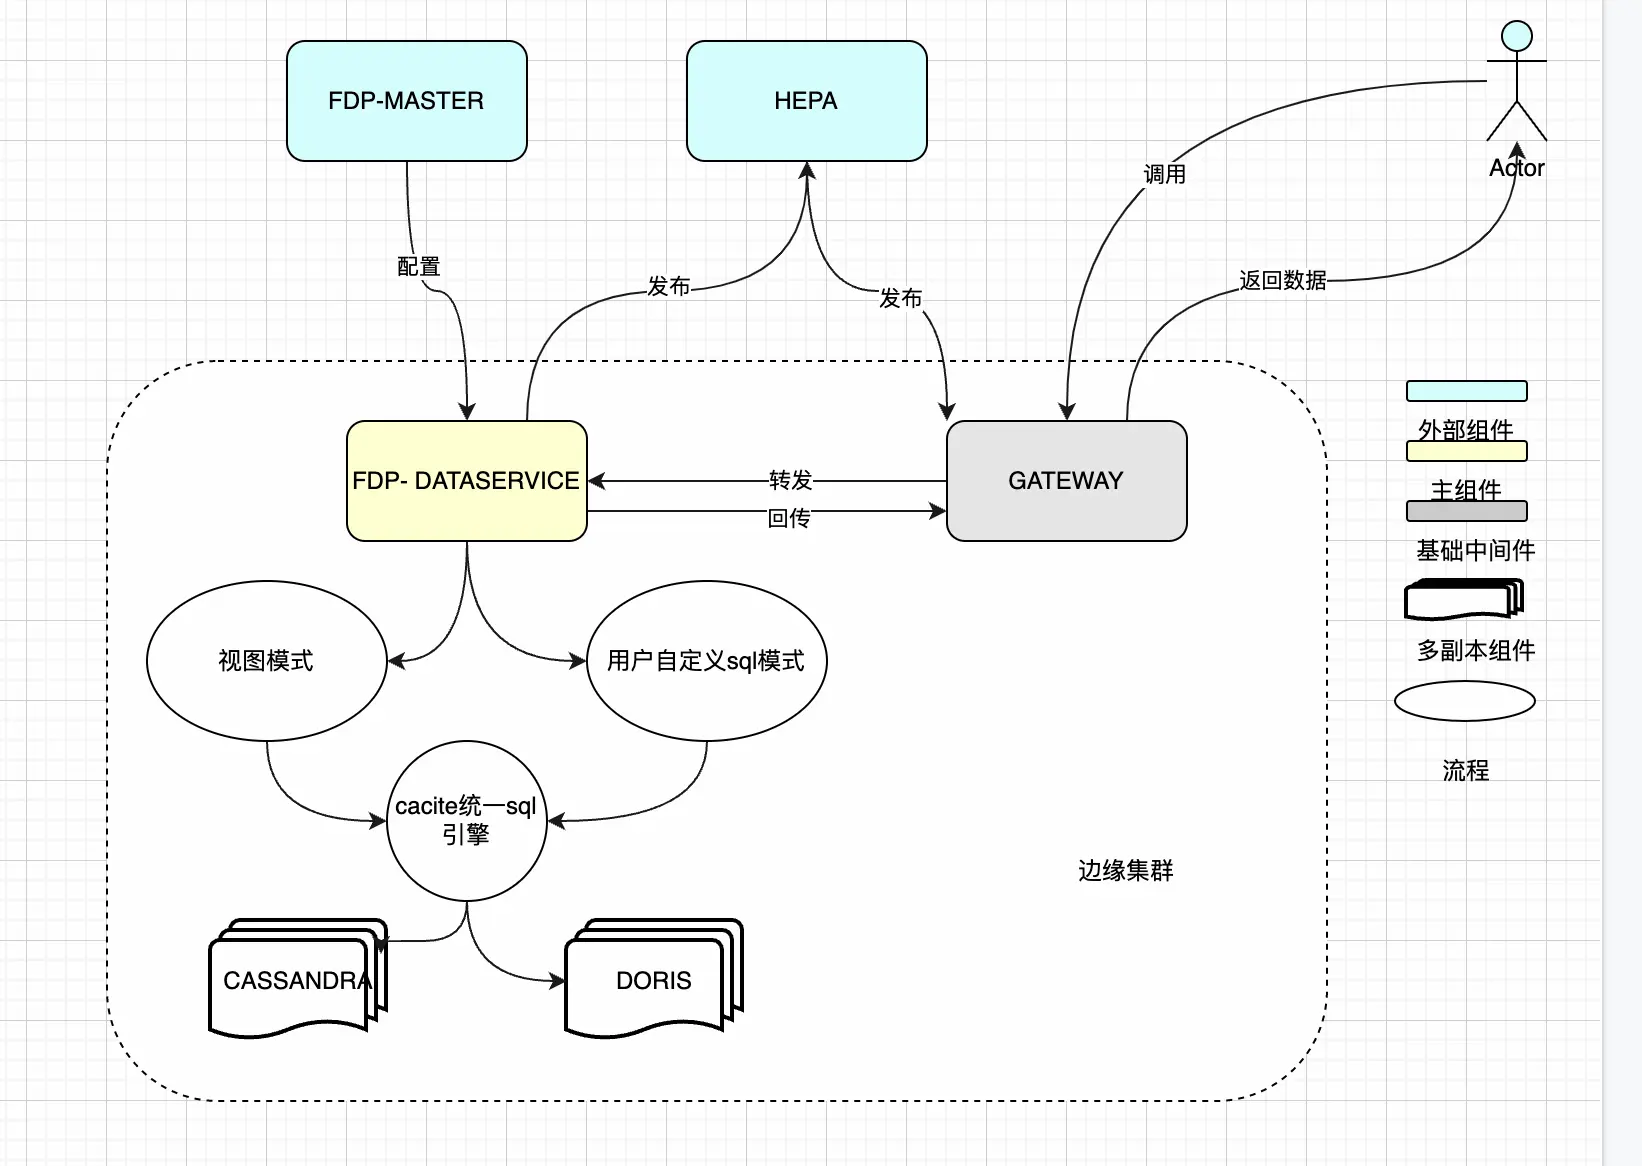 FDP-MASTER
HEPA
Actor
调用
配置
发布
发布
返回数据
FDP- DATASERVICE
转发
回传
GATEWAY
外部组件
主组件
基础中间件
多副本组件
流程
视图模式
用户自定义sql模式
cacite统一sql
引擎
边缘集群
CASSANDRA
DORIS